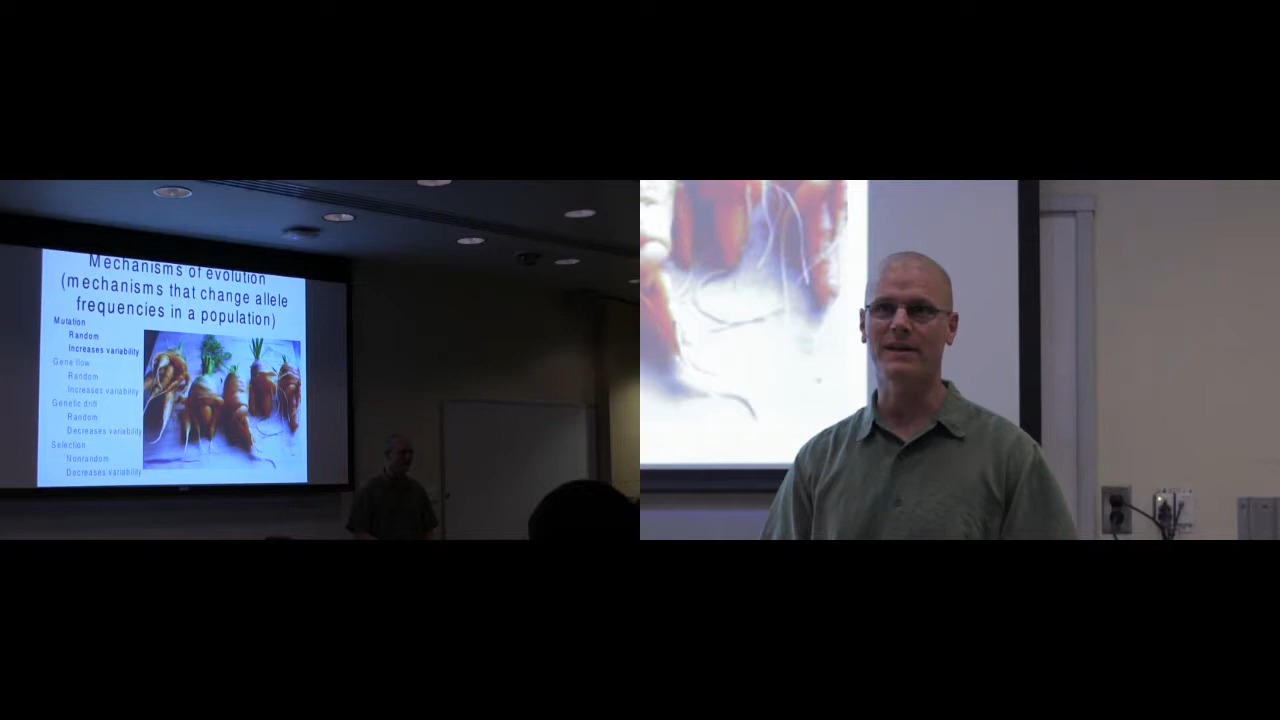 Mechanisms of evolution
(mechanisms that change allele
frequencies in a population)
Mutation
Random
Increases variability
Gene flow
Random
Increases variability
Genetic drift
Random
Decreases variability
Selection
Nonrandom
Decreases variability